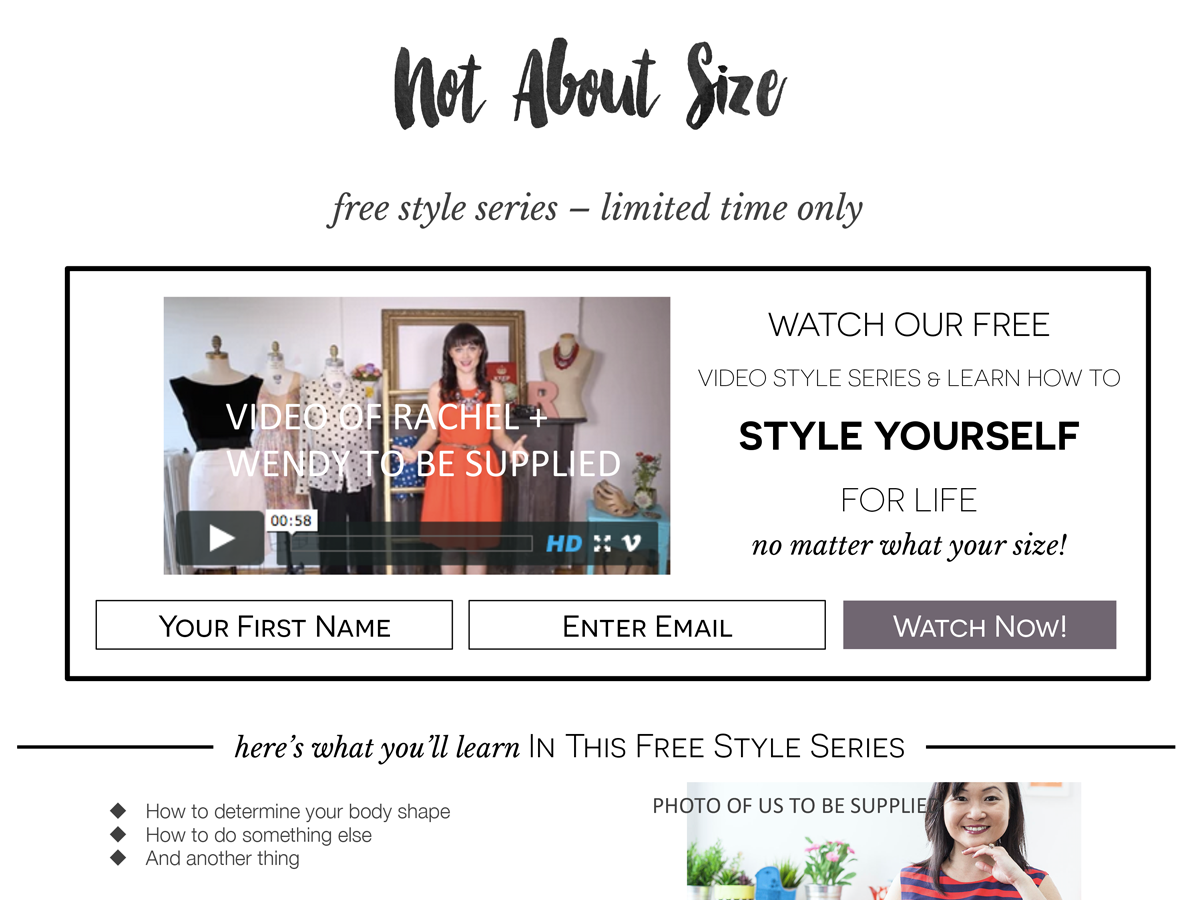 Not About Size
free style series – limited time only
VIDEO OF RACHEL +
WENDY TO BE SUPPLIED
00:58
HD
WATCH OUR FREE
VIDEO STYLE SERIES & LEARN HOW TO
STYLE YOURSELF
FOR LIFE
no matter what your size!
Your First Name
Enter Email
Watch Now!
here's what you'll learn In This Free Style Series
How to determine your body shape
How to do something else
And another thing
PHOTO OF US TO BE SUPPLIED